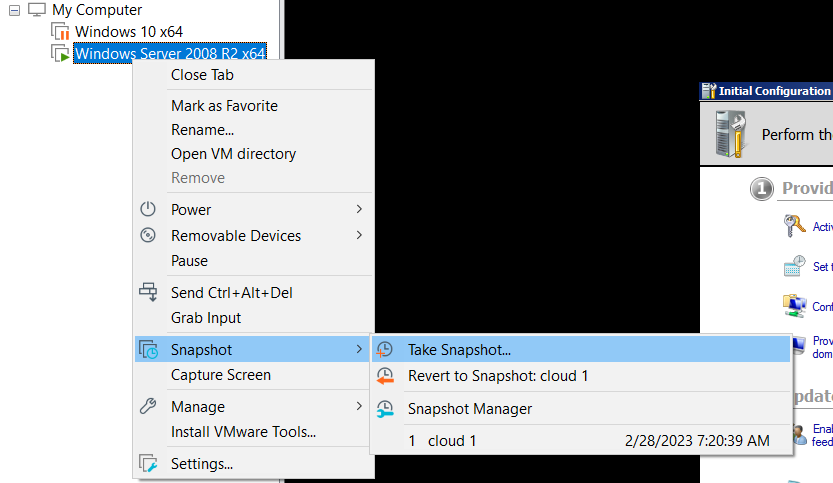 My Computer
Windows 10 x64
Windows Server 2008 R2 x64
Close Tab
Mark as Favorite
Rename...
Open VM directory
Remove
Power
Removable Devices
Pause
Send Ctrl+Alt+Del
Grab Input
Snapshot
Capture Screen
Manage
Install VMware Tools...
Settings...
Take Snapshot...
Revert to Snapshot: cloud 1
Snapshot Manager
1 cloud 1 2/28/2023 7:20:39 AM
Initial Configuration
Perform the
1 Provid
Activ
Set t
Conf
Prov
dom
pdate
Enab
feed